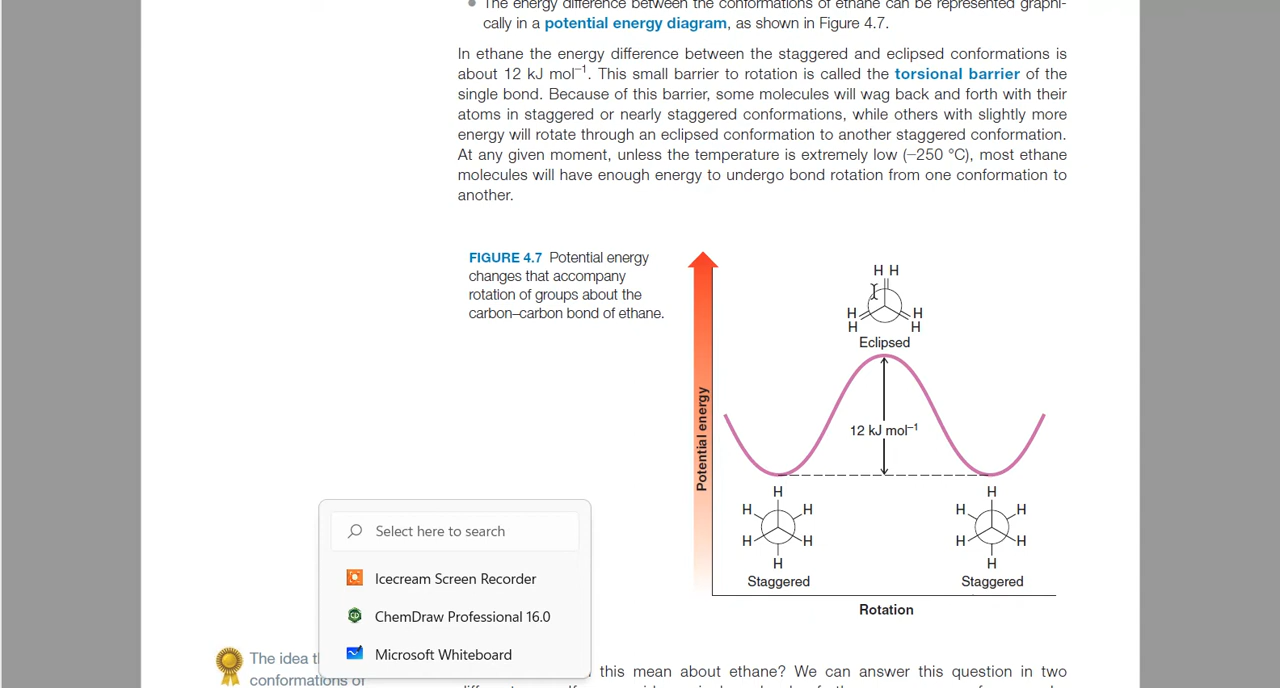 The energy difference between the conformations of ethane can be represented graphi-
cally in a potential energy diagram, as shown in Figure 4.7.
In ethane the energy difference between the staggered and eclipsed conformations is
about 12 kJ mol⁻¹. This small barrier to rotation is called the torsional barrier of the
single bond. Because of this barrier, some molecules will wag back and forth with their
atoms in staggered or nearly staggered conformations, while others with slightly more
energy will rotate through an eclipsed conformation to another staggered conformation.
At any given moment, unless the temperature is extremely low (−250 °C), most ethane
molecules will have enough energy to undergo bond rotation from one conformation to
another.
FIGURE 4.7 Potential energy
changes that accompany
rotation of groups about the
carbon–carbon bond of ethane.
Potential energy
H H
H H
H H
Eclipsed
12 kJ mol⁻¹
H H
H H H H
H H H H
H H
Staggered Staggered
Rotation
Select here to search
Icecream Screen Recorder
ChemDraw Professional 16.0
Microsoft Whiteboard
The idea
conformations of
this mean about ethane? We can answer this question in two